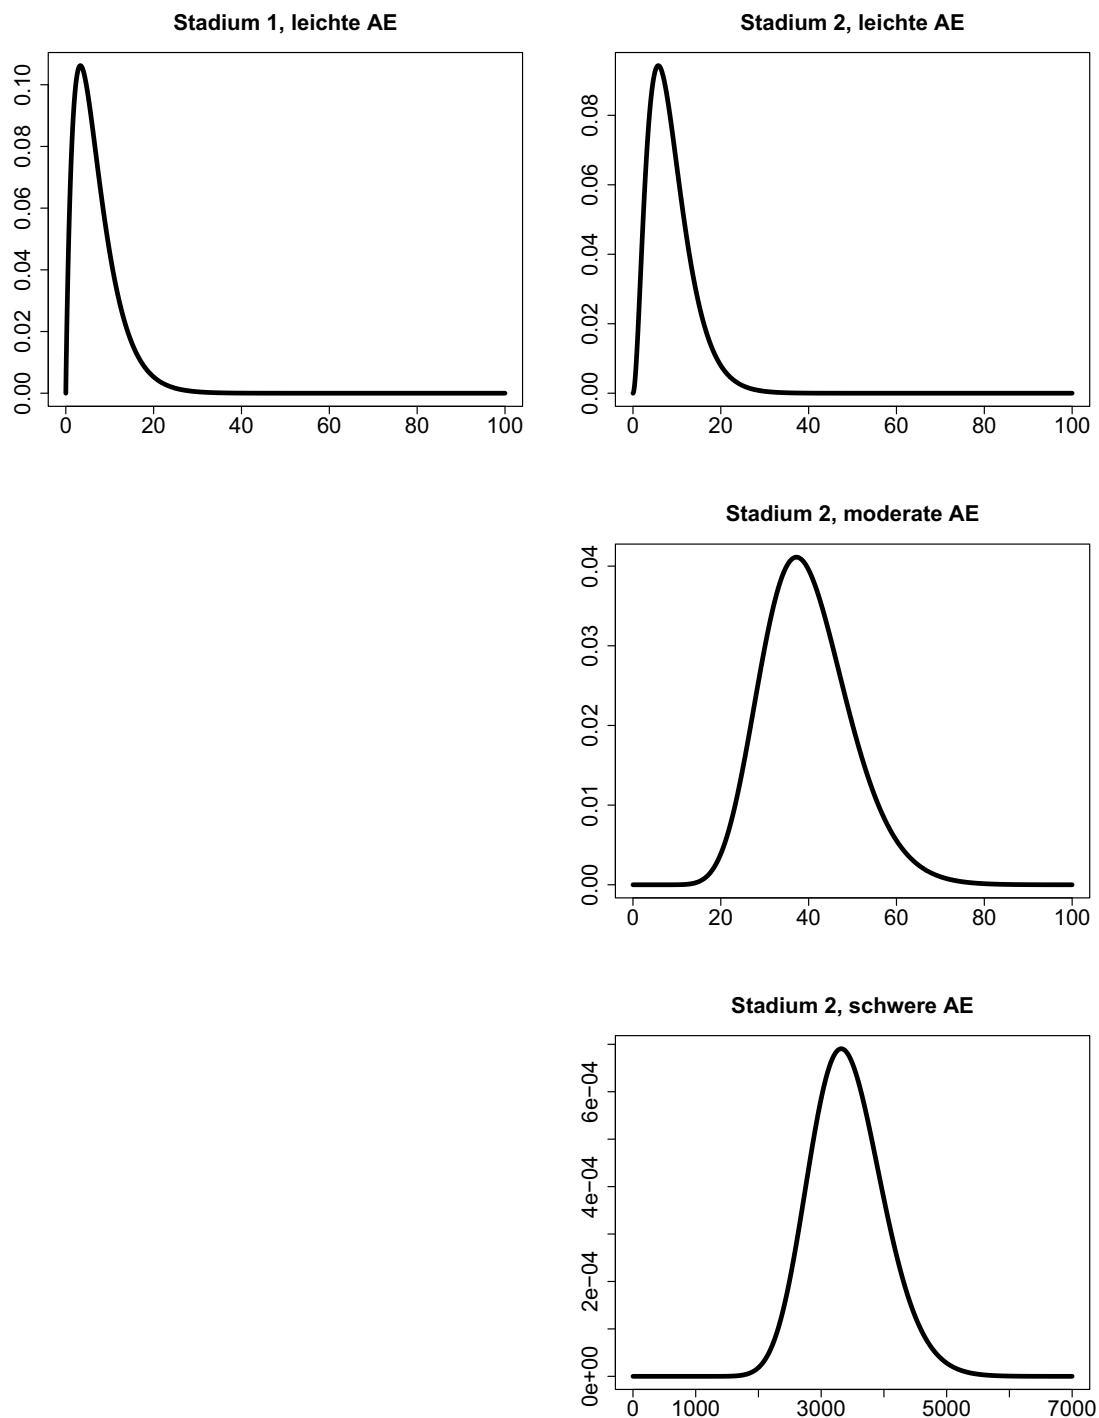 Stadium 1, leichte AE
0.00 0.02 0.04 0.06 0.08 0.10
0 20 40 60 80 100
Stadium 2, leichte AE
0.00 0.02 0.04 0.06 0.08
0 20 40 60 80 100
Stadium 2, moderate AE
0.00 0.01 0.02 0.03 0.04
0 20 40 60 80 100
Stadium 2, schwere AE
0e+00 2e−04 4e−04 6e−04
0 1000 3000 5000 7000